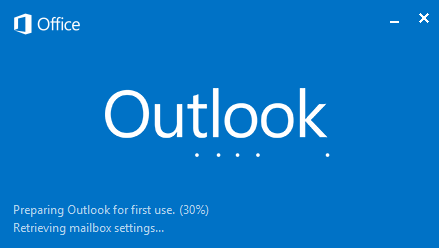 Office
Outlook
Preparing Outlook for first use. (30%)
Retrieving mailbox settings...